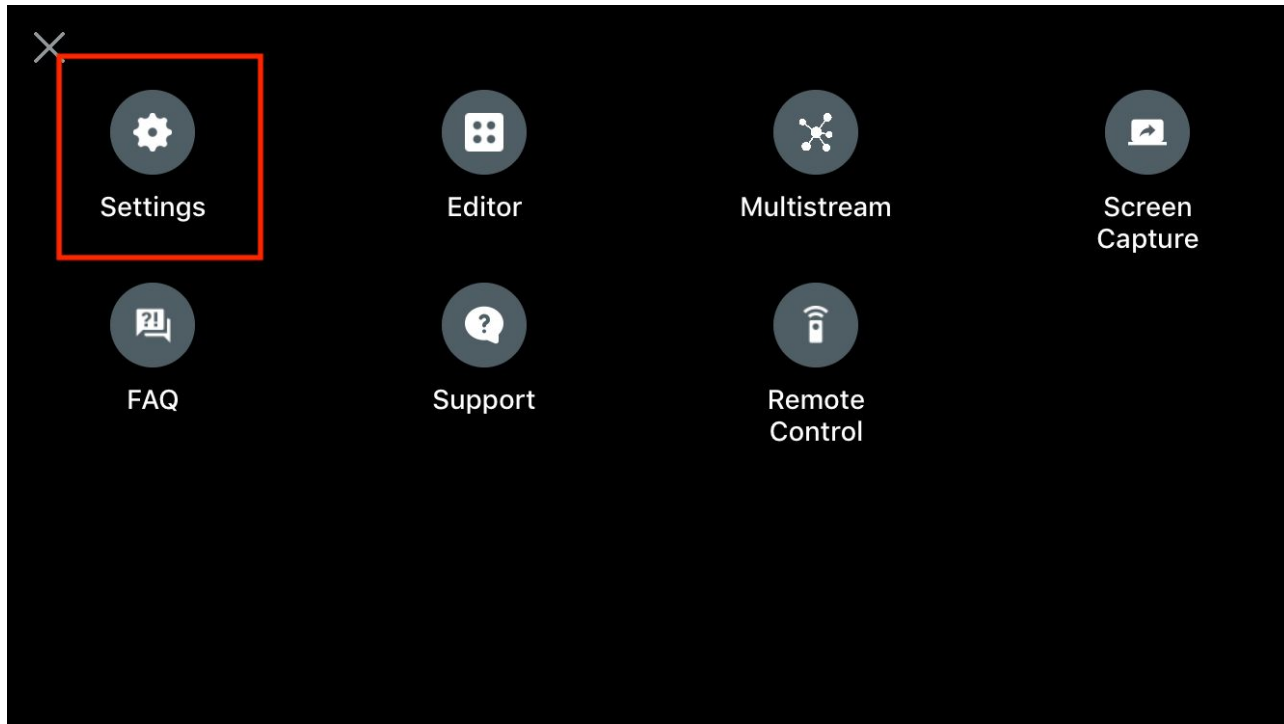 Settings
Editor
Multistream
Screen
Capture
?!
FAQ
?
Support
Remote
Control